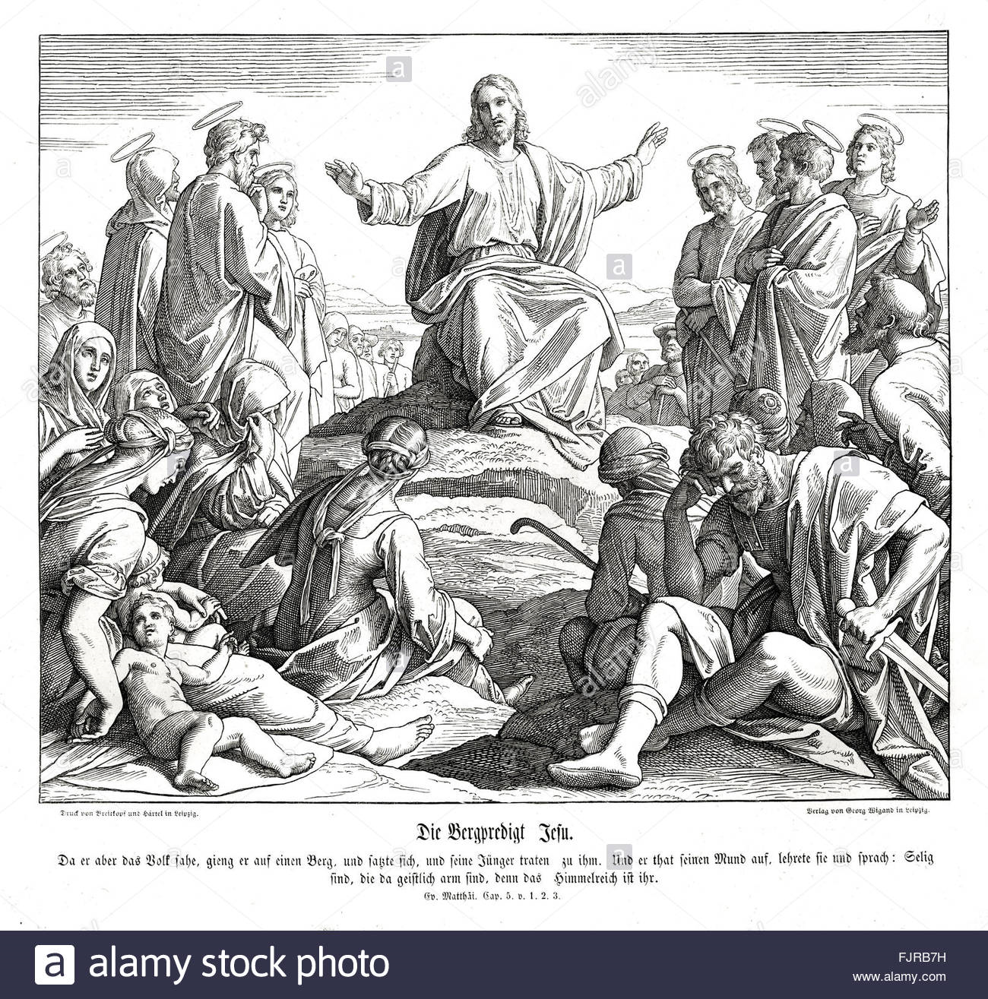 Druck von Breitkopf und Härtel in Leipzig.
Verlag von Georg Wigand in Leipzig.
Die Bergpredigt Jesu.
Da er aber das Volk sahe, gieng er auf einen Berg, und satzte sich, und seine Jünger traten zu ihm. Und er that seinen Mund auf, lehrete sie und sprach: Selig
sind, die da geistlich arm sind, denn das Himmelreich ist ihr.
Ev. Matthäi. Cap. 5. v. 1. 2. 3.
a alamy stock photo
FJRB7H
www.alamy.com